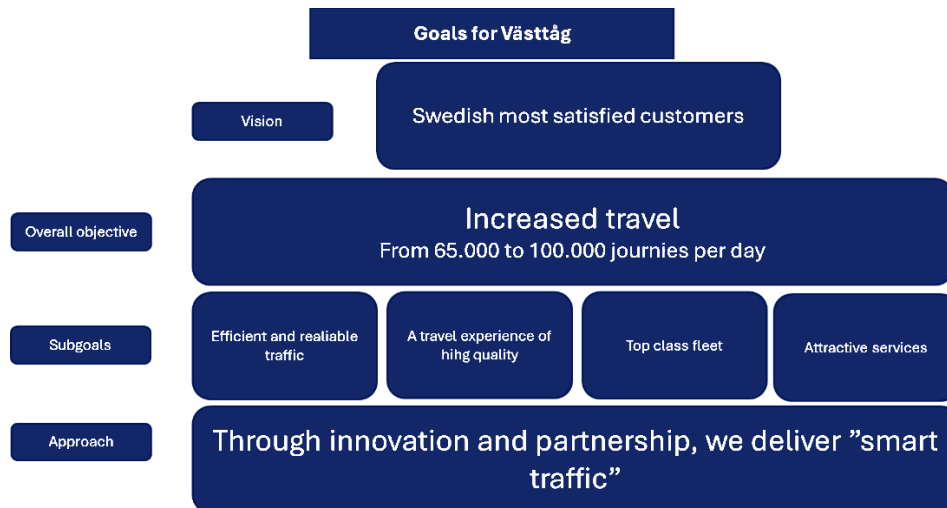 Goals for Västtåg
Vision
Swedish most satisfied customers
Overall objective
Increased travel
From 65.000 to 100.000 journies per day
Subgoals
Efficient and realiable
traffic
A travel experience of
hihg quality
Top class fleet
Attractive services
Approach
Through innovation and partnership, we deliver ”smart
traffic”